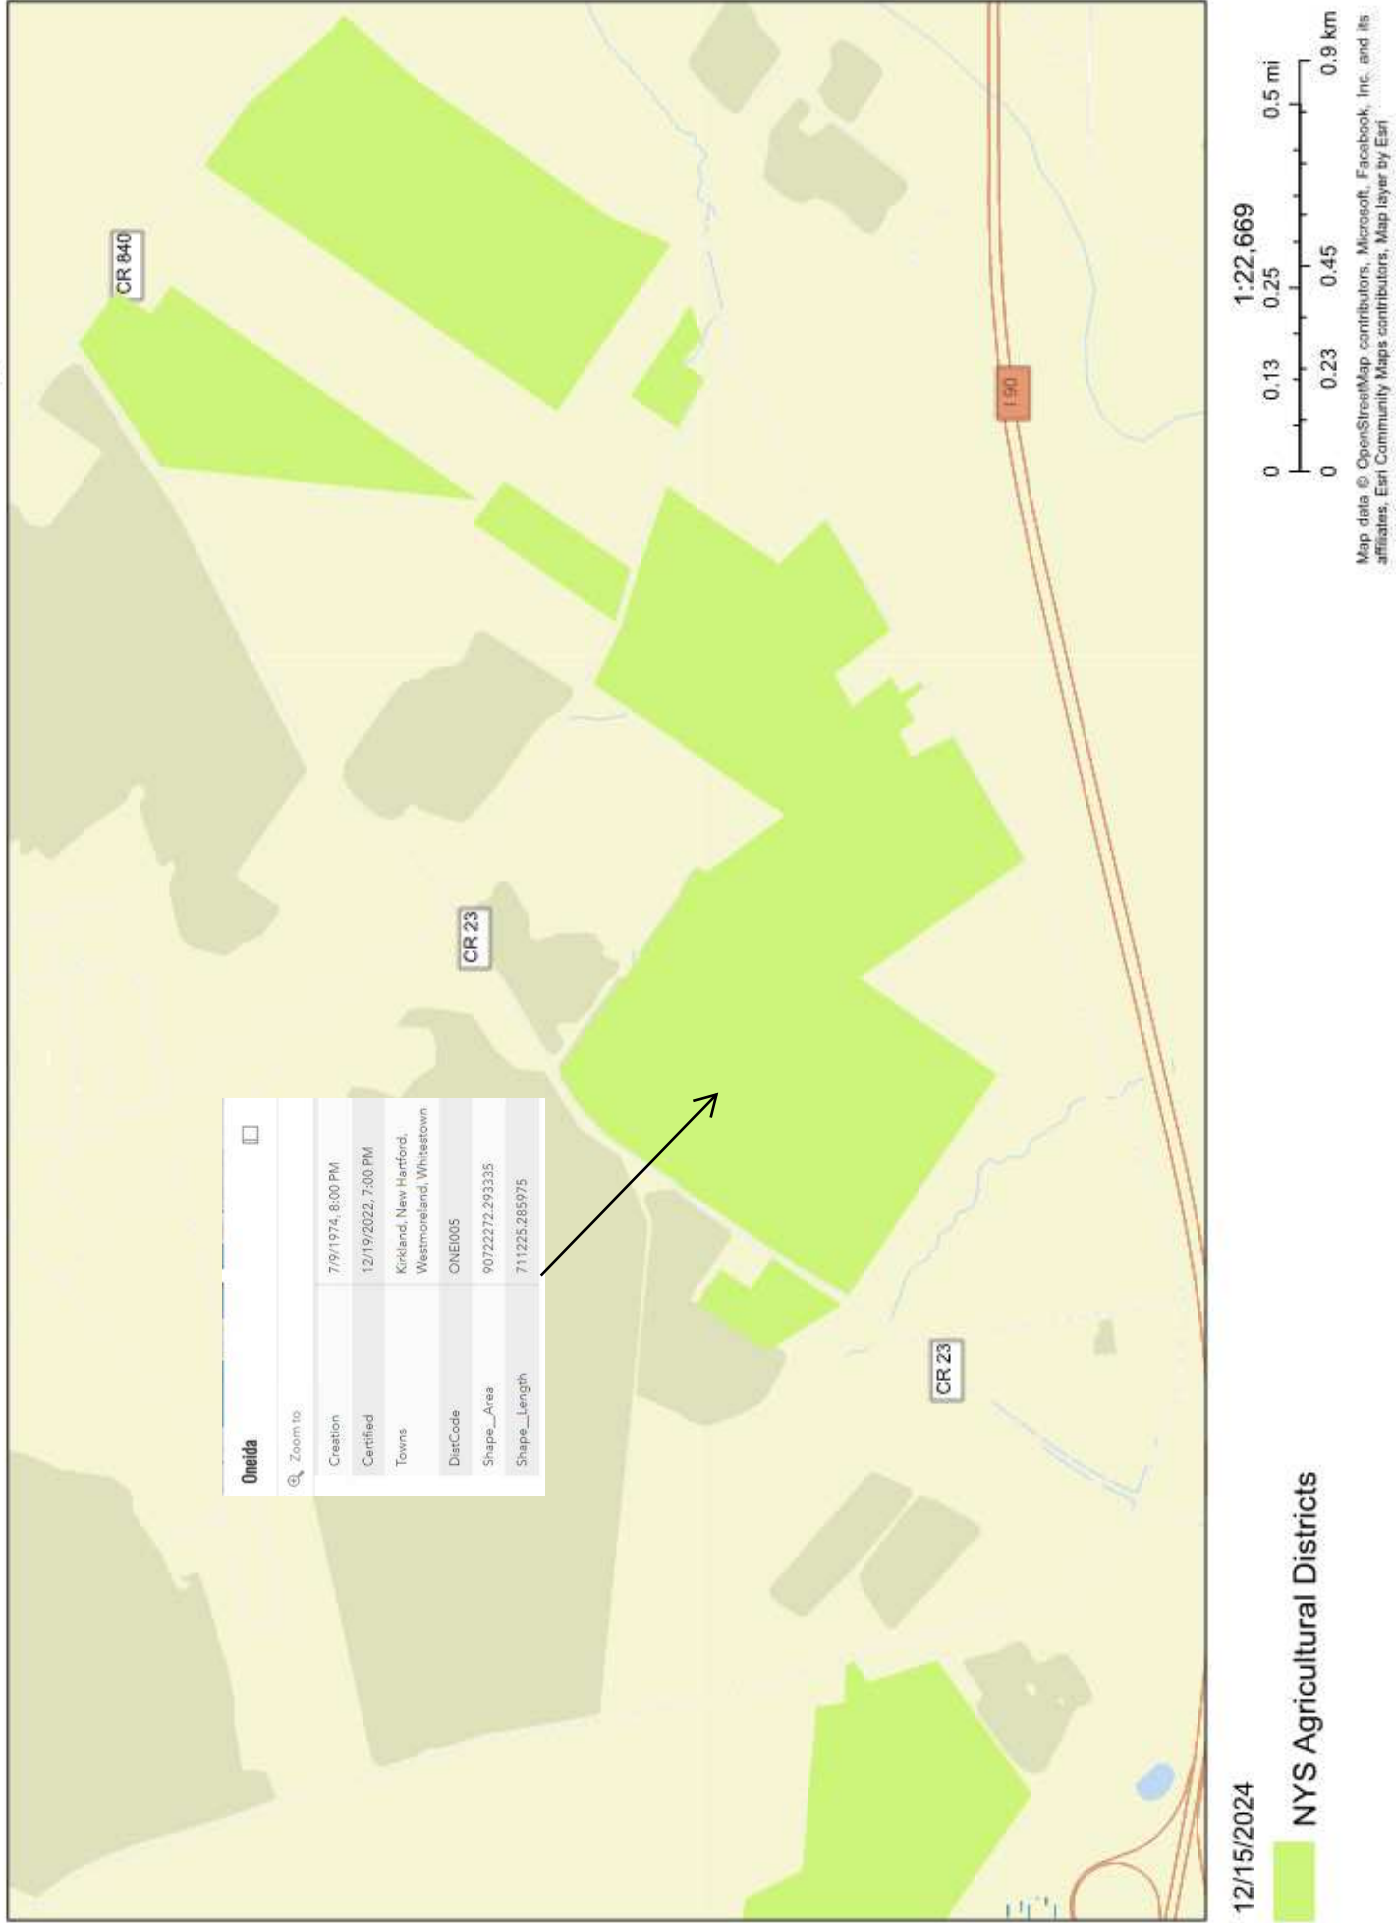 CR 840
CR 23
Oneida
Zoom to
Creation 7/9/1974, 8:00 PM
Certified 12/19/2022, 7:00 PM
Towns Kirkland, New Hartford,
Westmoreland, Whitestown
DistCode ONEI005
Shape__Area 90722272.293335
Shape__Length 711225.285975
I 90
CR 23
12/15/2024
NYS Agricultural Districts
1:22,669
0 0.13 0.25 0.5 mi
0 0.23 0.45 0.9 km
Map data © OpenStreetMap contributors, Microsoft, Facebook, Inc. and its
affiliates, Esri Community Maps contributors, Map layer by Esri